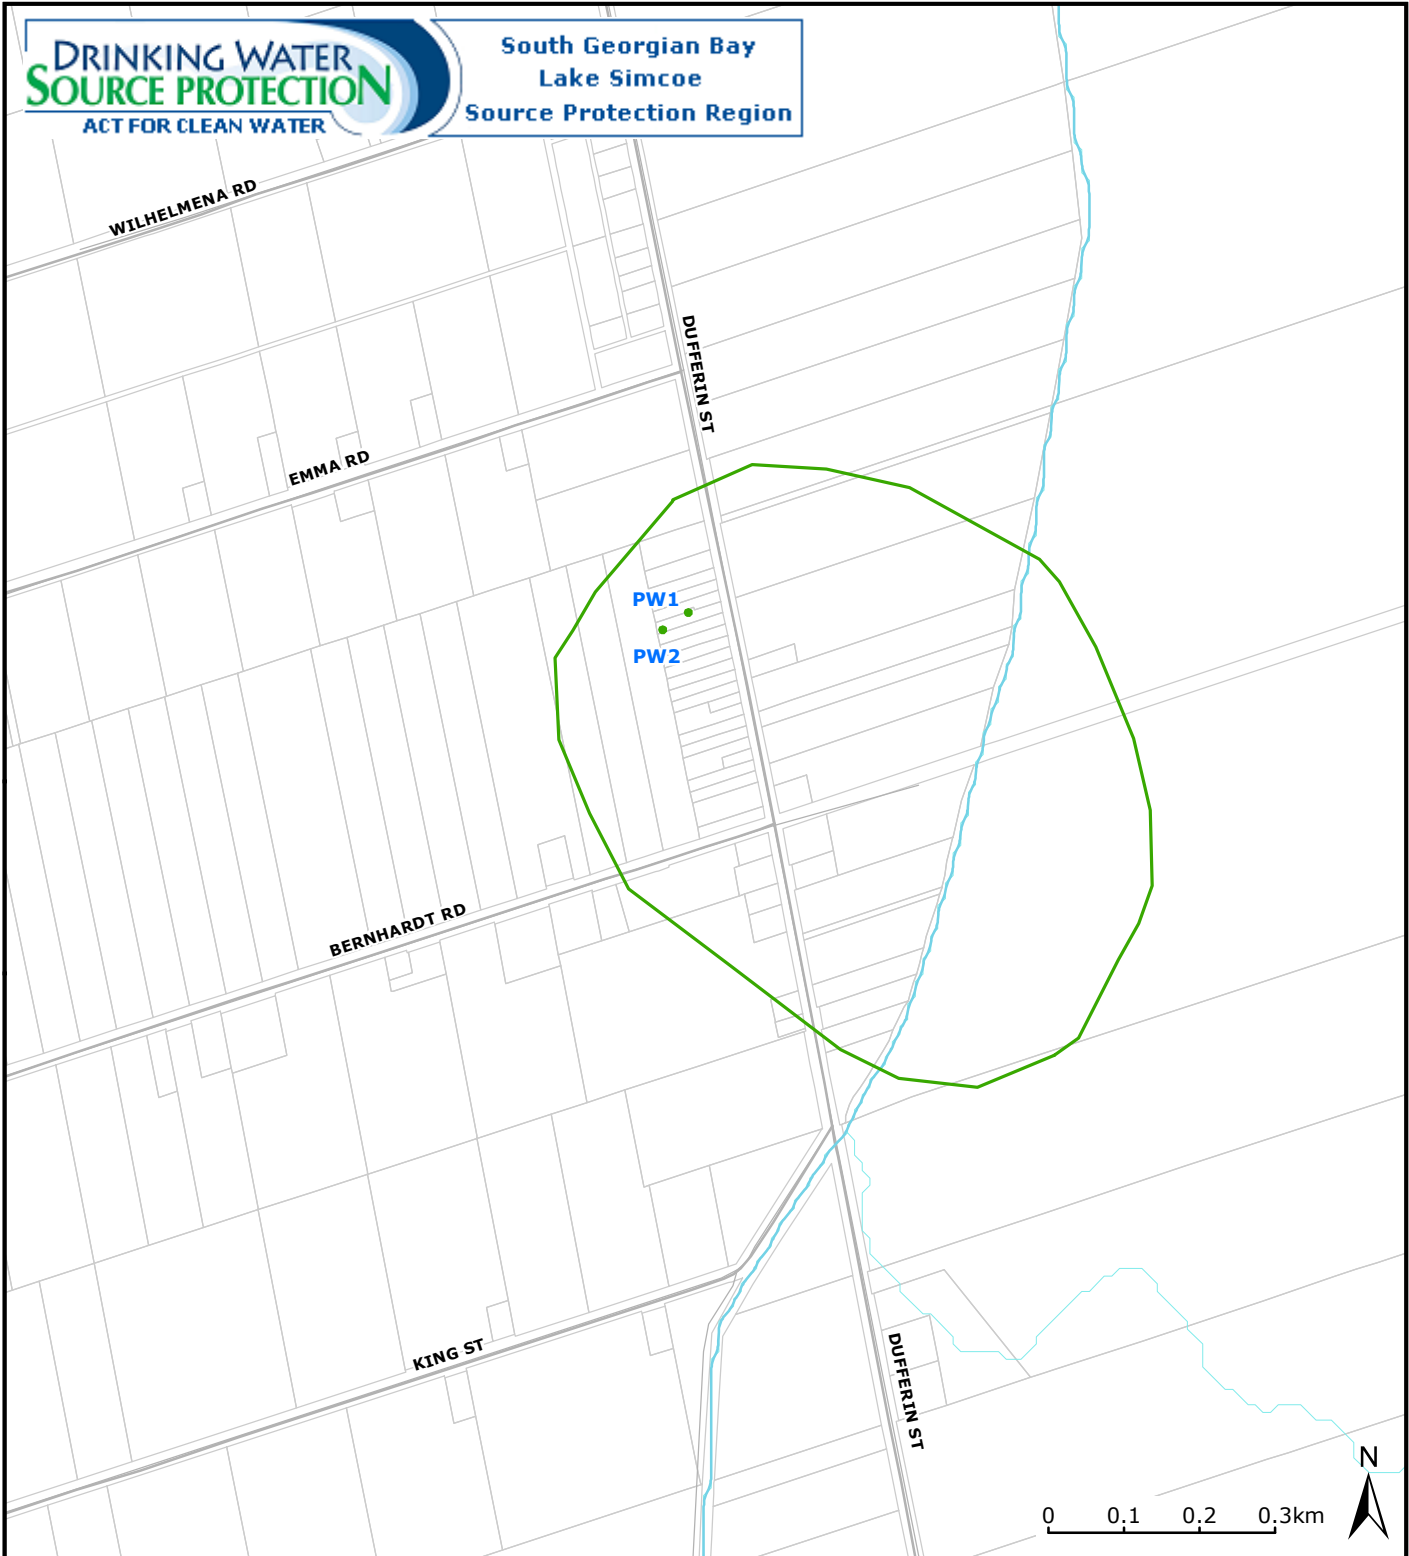 DRINKING WATER
SOURCE PROTECTION
ACT FOR CLEAN WATER
South Georgian Bay
Lake Simcoe
Source Protection Region
WILHELMENA RD
DUFFERIN ST
EMMA RD
PW1
PW2
BERNHARDT RD
KING ST
DUFFERIN ST
N
0 0.1 0.2 0.3km